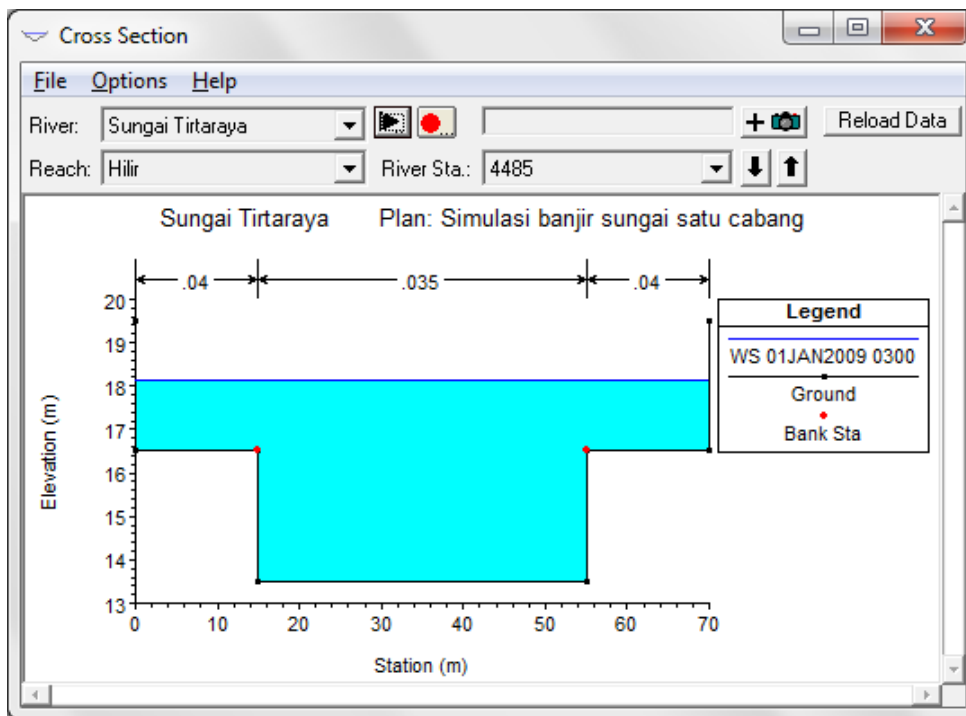 Cross Section
File Options Help
River: Sungai Tirtaraya Reload Data
Reach: Hilir River Sta.: 4485
Sungai Tirtaraya Plan: Simulasi banjir sungai satu cabang
.04 .035 .04
20
19
18
17
16
15
14
13
Elevation (m)
0 10 20 30 40 50 60 70
Station (m)
Legend
WS 01JAN2009 0300
Ground
Bank Sta